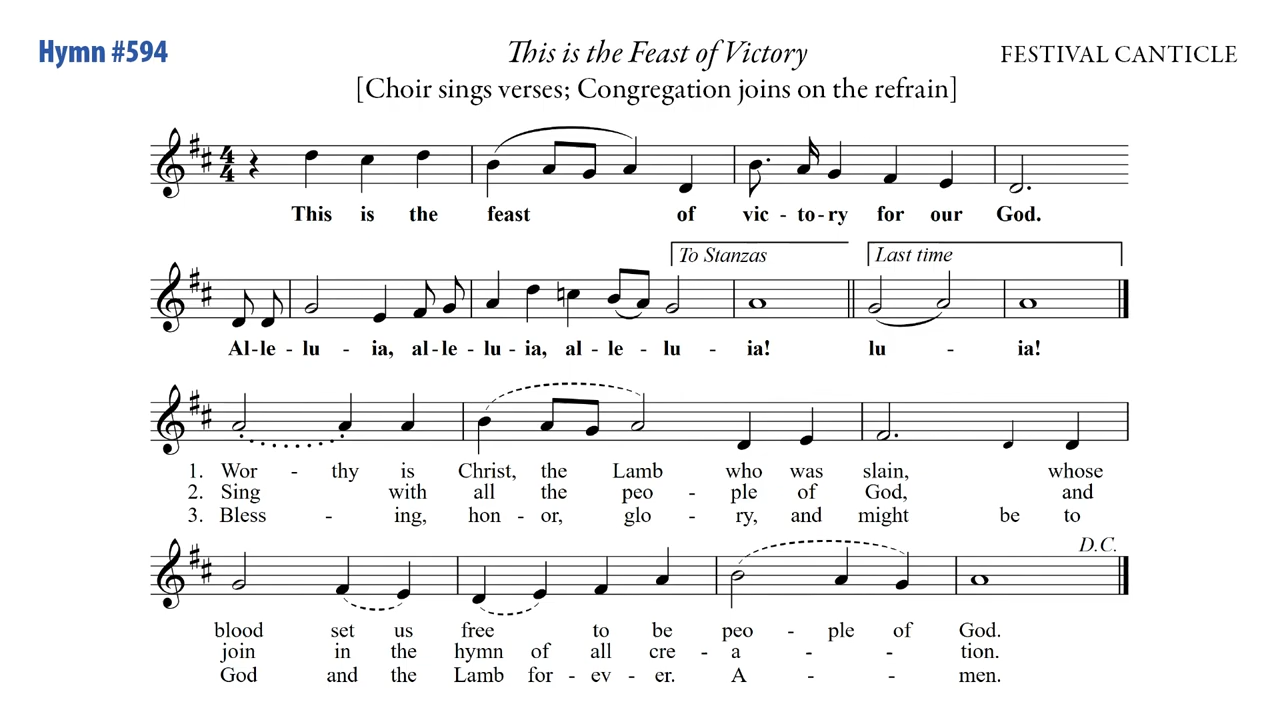 Hymn #594 This is the Feast of Victory FESTIVAL CANTICLE
[Choir sings verses; Congregation joins on the refrain]
4 4
This is the feast of vic - to - ry for our God.
To Stanzas Last time
Al - le - lu - ia, al - le - lu - ia, al - le - lu - ia! lu - ia!
1. Wor - thy is Christ, the Lamb who was slain, whose
2. Sing with all the peo - ple of God, and
3. Bless - ing, hon - or, glo - ry, and might be to
D.C.
blood set us free to be peo - ple of God.
join in the hymn of all cre - a - - tion.
God and the Lamb for - ev - er. A - - men.